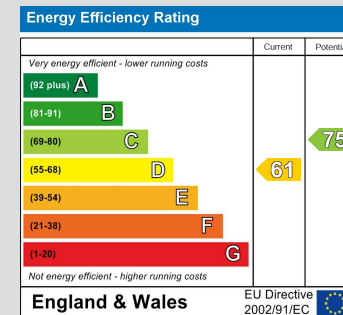 Energy Efficiency Rating
Current
Very energy efficient - lower running costs
(92 plus) A
(81-91) B
(69-80) C
75
(55-68) D
61
(39-54) E
(21-38) F
(1-20) G
Not energy efficient - higher running costs
England & Wales
EU Directive
2002/91/EC